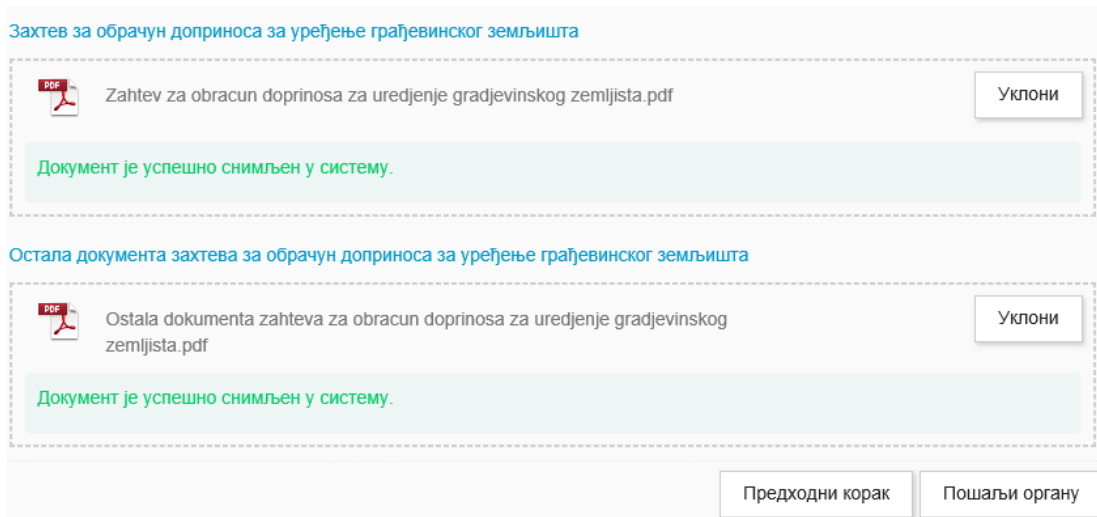 Захтев за обрачун доприноса за уређење грађевинског земљишта
PDF
Zahtev za obracun doprinosa za uredjenje gradjevinskog zemljista.pdf
Уклони
Документ је успешно снимљен у систему.
Остала документа захтева за обрачун доприноса за уређење грађевинског земљишта
PDF
Ostala dokumenta zahteva za obracun doprinosa za uredjenje gradjevinskog
zemljista.pdf
Уклони
Документ је успешно снимљен у систему.
Предходни корак
Пошаљи органу